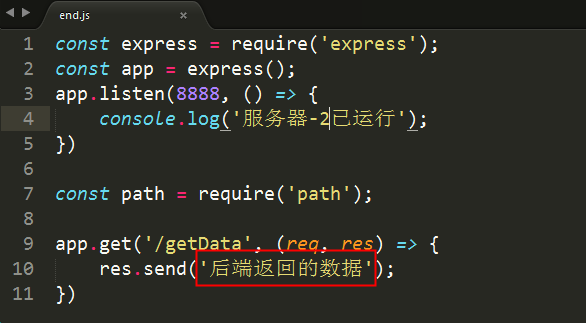 end.js
1 const express = require('express');
2 const app = express();
3 app.listen(8888, () => {
4 console.log('服务器-2已运行');
5 })
6
7 const path = require('path');
8
9 app.get('/getData', (req, res) => {
10 res.send('后端返回的数据');
11 })